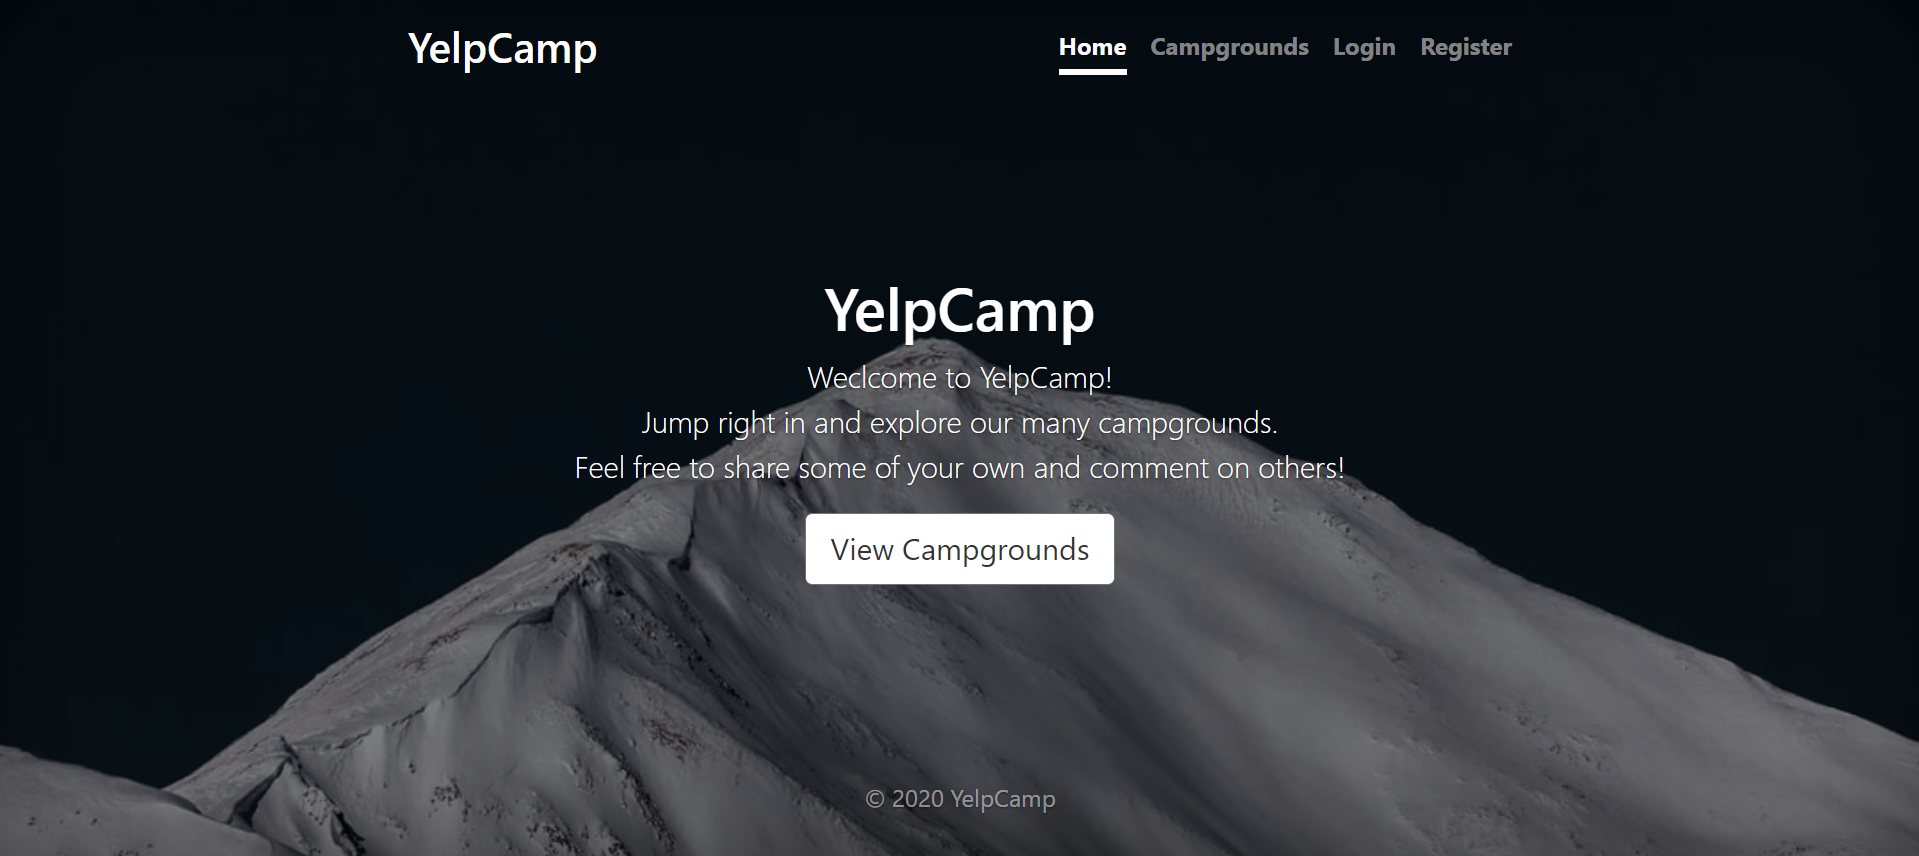 YelpCamp
Home Campgrounds Login Register
YelpCamp
Weclcome to YelpCamp!
Jump right in and explore our many campgrounds.
Feel free to share some of your own and comment on others!
View Campgrounds
© 2020 YelpCamp